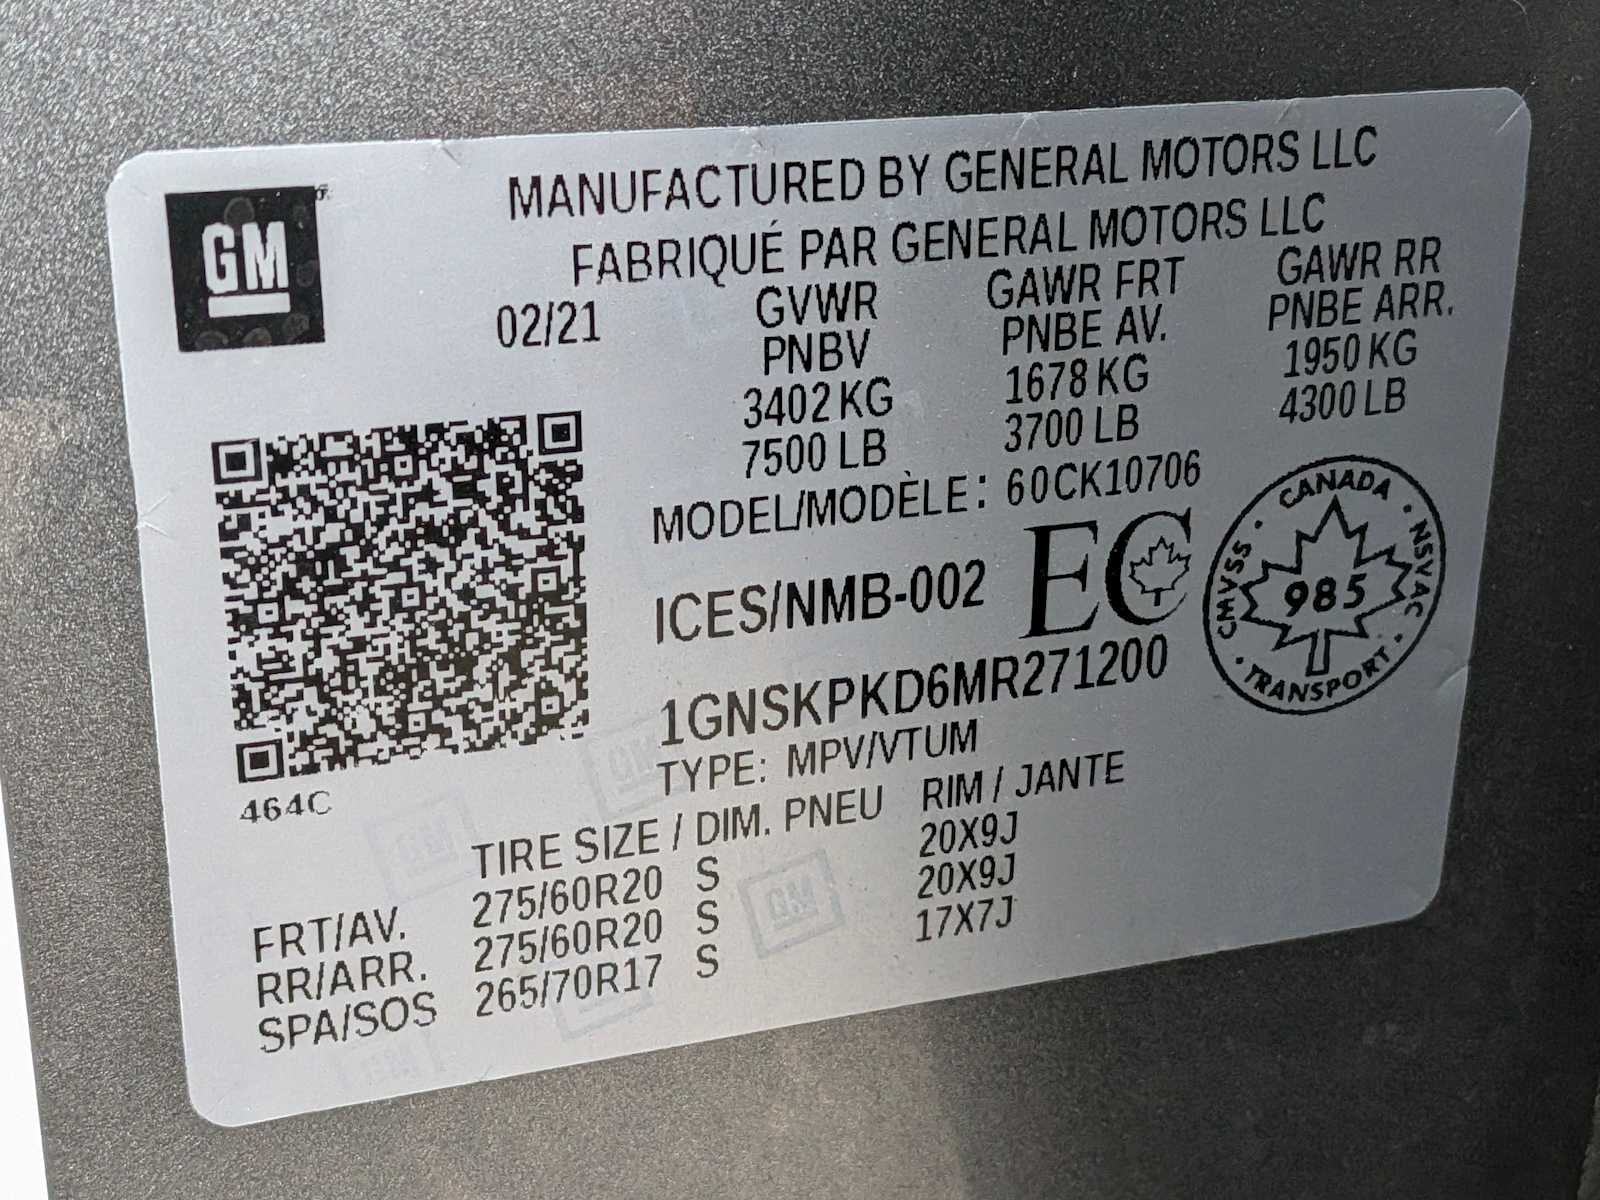 GM
MANUFACTURED BY GENERAL MOTORS LLC
FABRIQUÉ PAR GENERAL MOTORS LLC
02/21 GVWR GAWR FRT GAWR RR
PNBV PNBE AV. PNBE ARR.
3402 KG 1678 KG 1950 KG
7500 LB 3700 LB 4300 LB
MODEL/MODÈLE: 60CK10706
ICES/NMB-002 EC
CANADA
CMVSS · NSVAC
985
TRANSPORT
1GNSKPKD6MR271200
TYPE: MPV/VTUM
464C
TIRE SIZE / DIM. PNEU RIM / JANTE
FRT/AV. 275/60R20 S 20X9J
RR/ARR. 275/60R20 S 20X9J
SPA/SOS 265/70R17 S 17X7J
GM
GM
GM